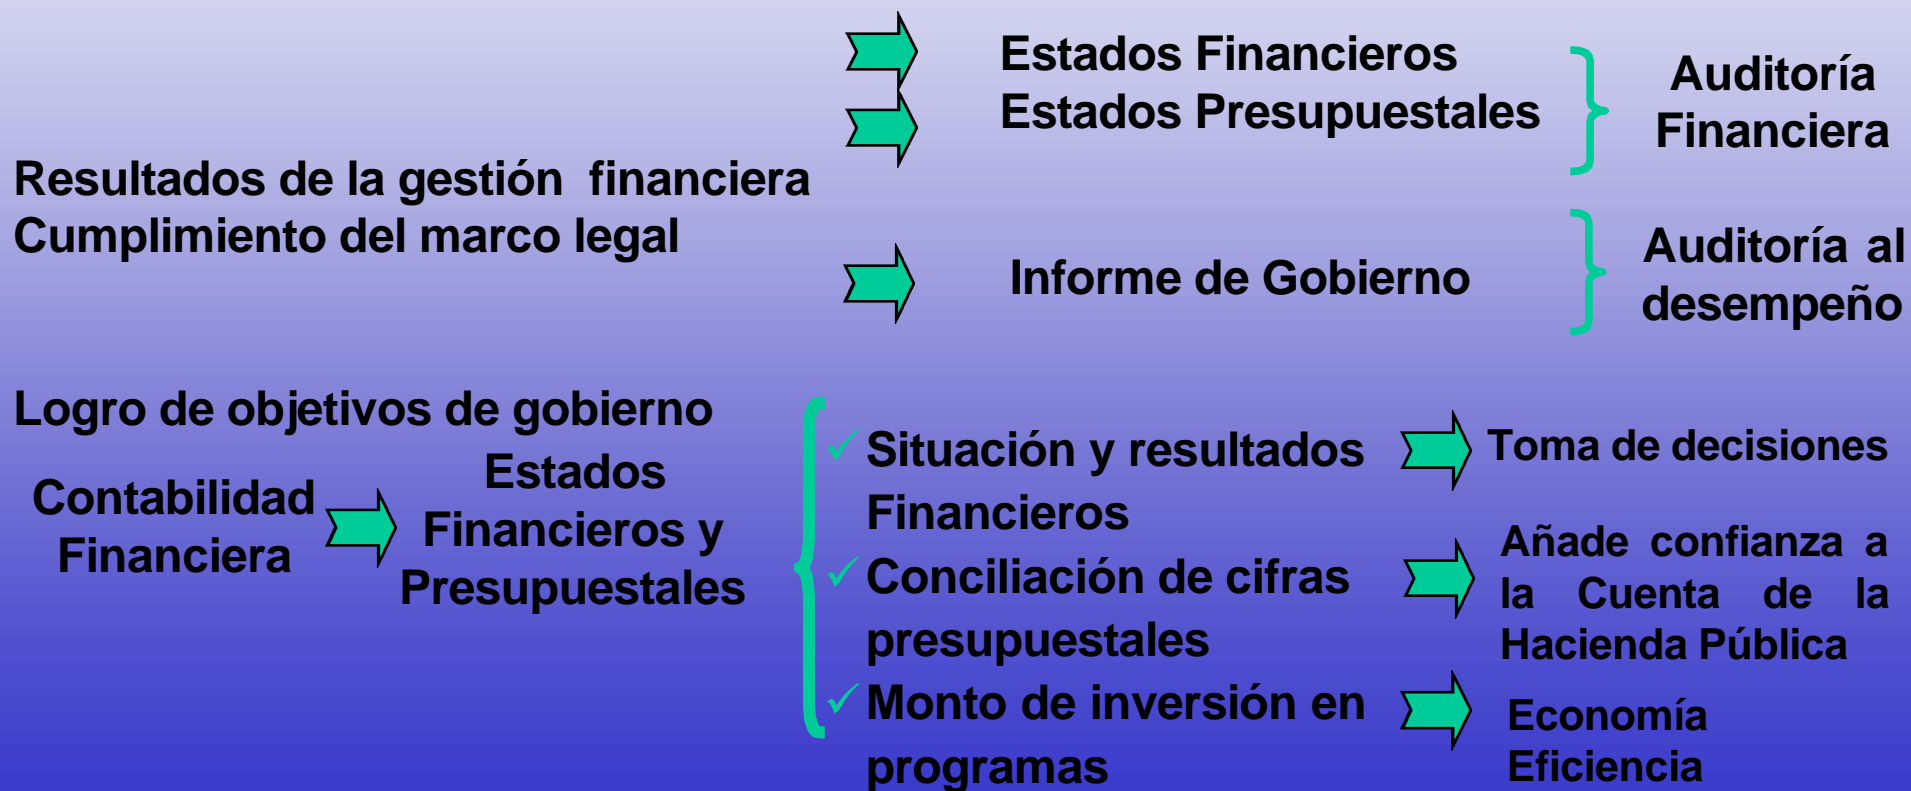 Estados Financieros
Estados Presupuestales
Auditoría
Financiera
Resultados de la gestión financiera
Cumplimiento del marco legal
Informe de Gobierno
Auditoría al
desempeño
Logro de objetivos de gobierno
Contabilidad
Financiera
Estados
Financieros y
Presupuestales
Situación y resultados
Financieros
Toma de decisiones
Conciliación de cifras
presupuestales
Añade confianza a
la Cuenta de la
Hacienda Pública
Monto de inversión en
programas
Economía
Eficiencia